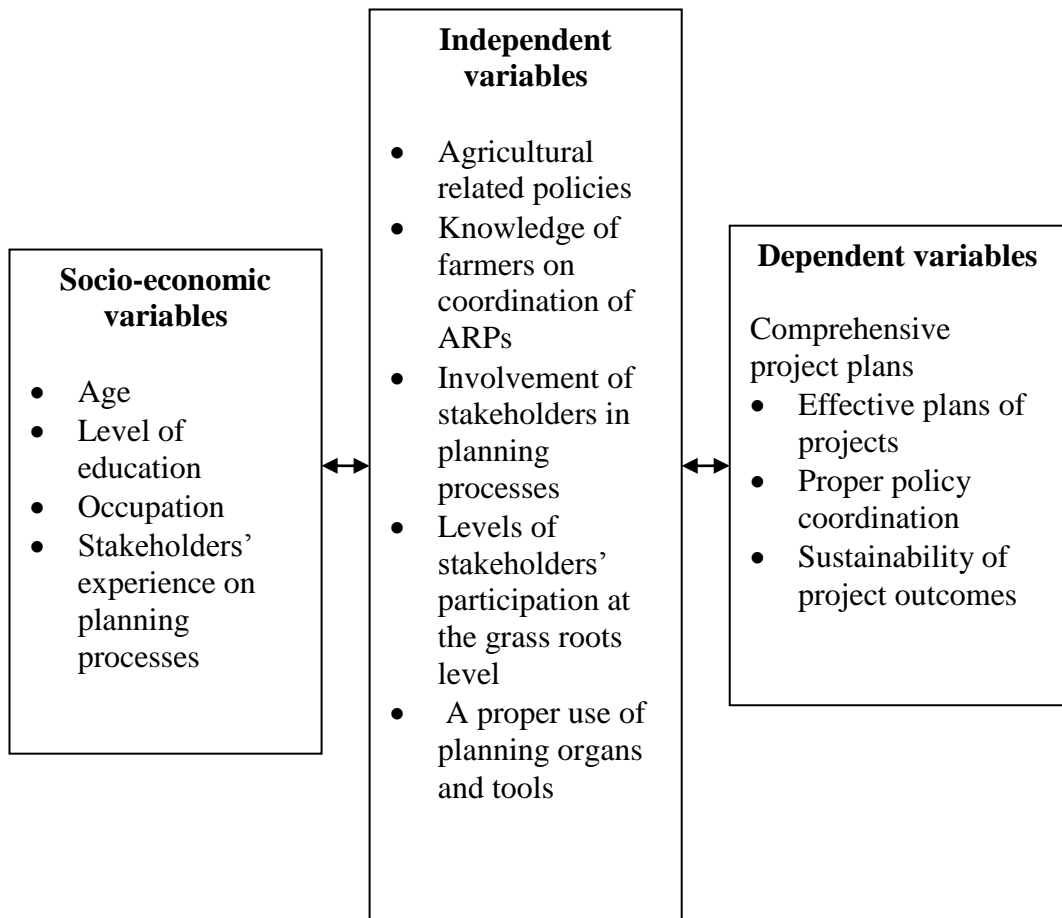 Socio-economic
variables
• Age
• Level of
education
• Occupation
• Stakeholders’
experience on
planning
processes
Independent
variables
• Agricultural
related policies
• Knowledge of
farmers on
coordination of
ARPs
• Involvement of
stakeholders in
planning
processes
• Levels of
stakeholders’
participation at
the grass roots
level
• A proper use of
planning organs
and tools
Dependent variables
Comprehensive
project plans
• Effective plans of
projects
• Proper policy
coordination
• Sustainability of
project outcomes